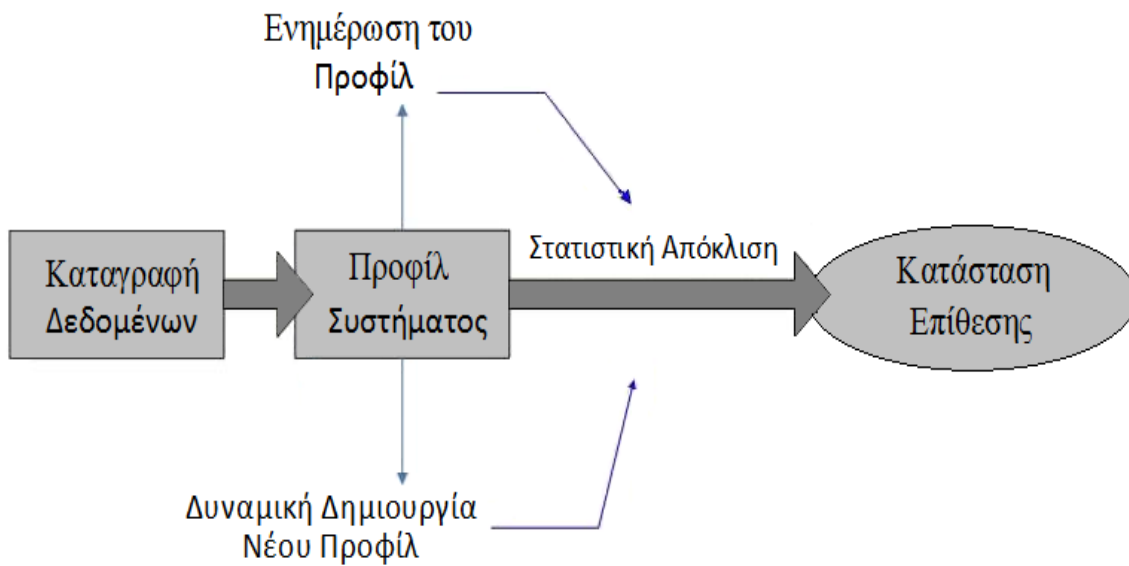 Ενημέρωση του
Προφίλ
Καταγραφή
Δεδομένων
Προφίλ
Συστήματος
Στατιστική Απόκλιση
Κατάσταση
Επίθεσης
Δυναμική Δημιουργία
Νέου Προφίλ